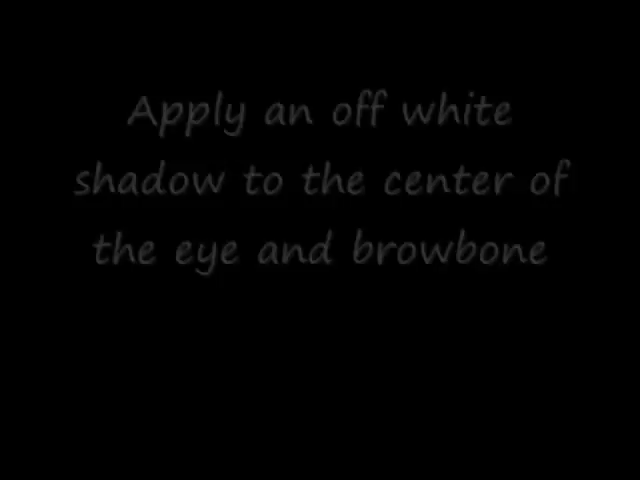 Apply an off white
shadow to the center of
the eye and browbone